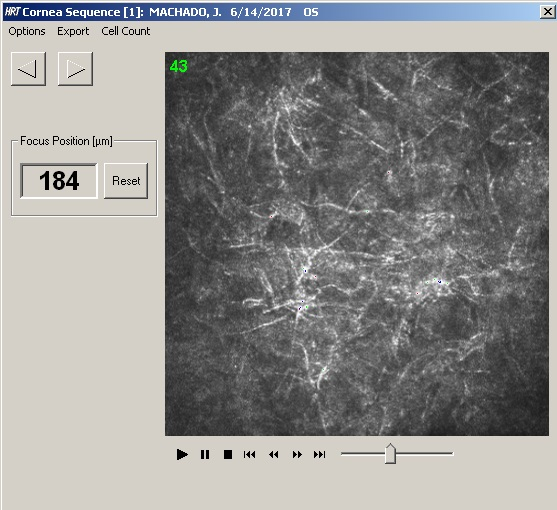 HRT Cornea Sequence [1]: MACHADO, J. 6/14/2017 OS
Options Export Cell Count
43
Focus Position [µm]
184 Reset